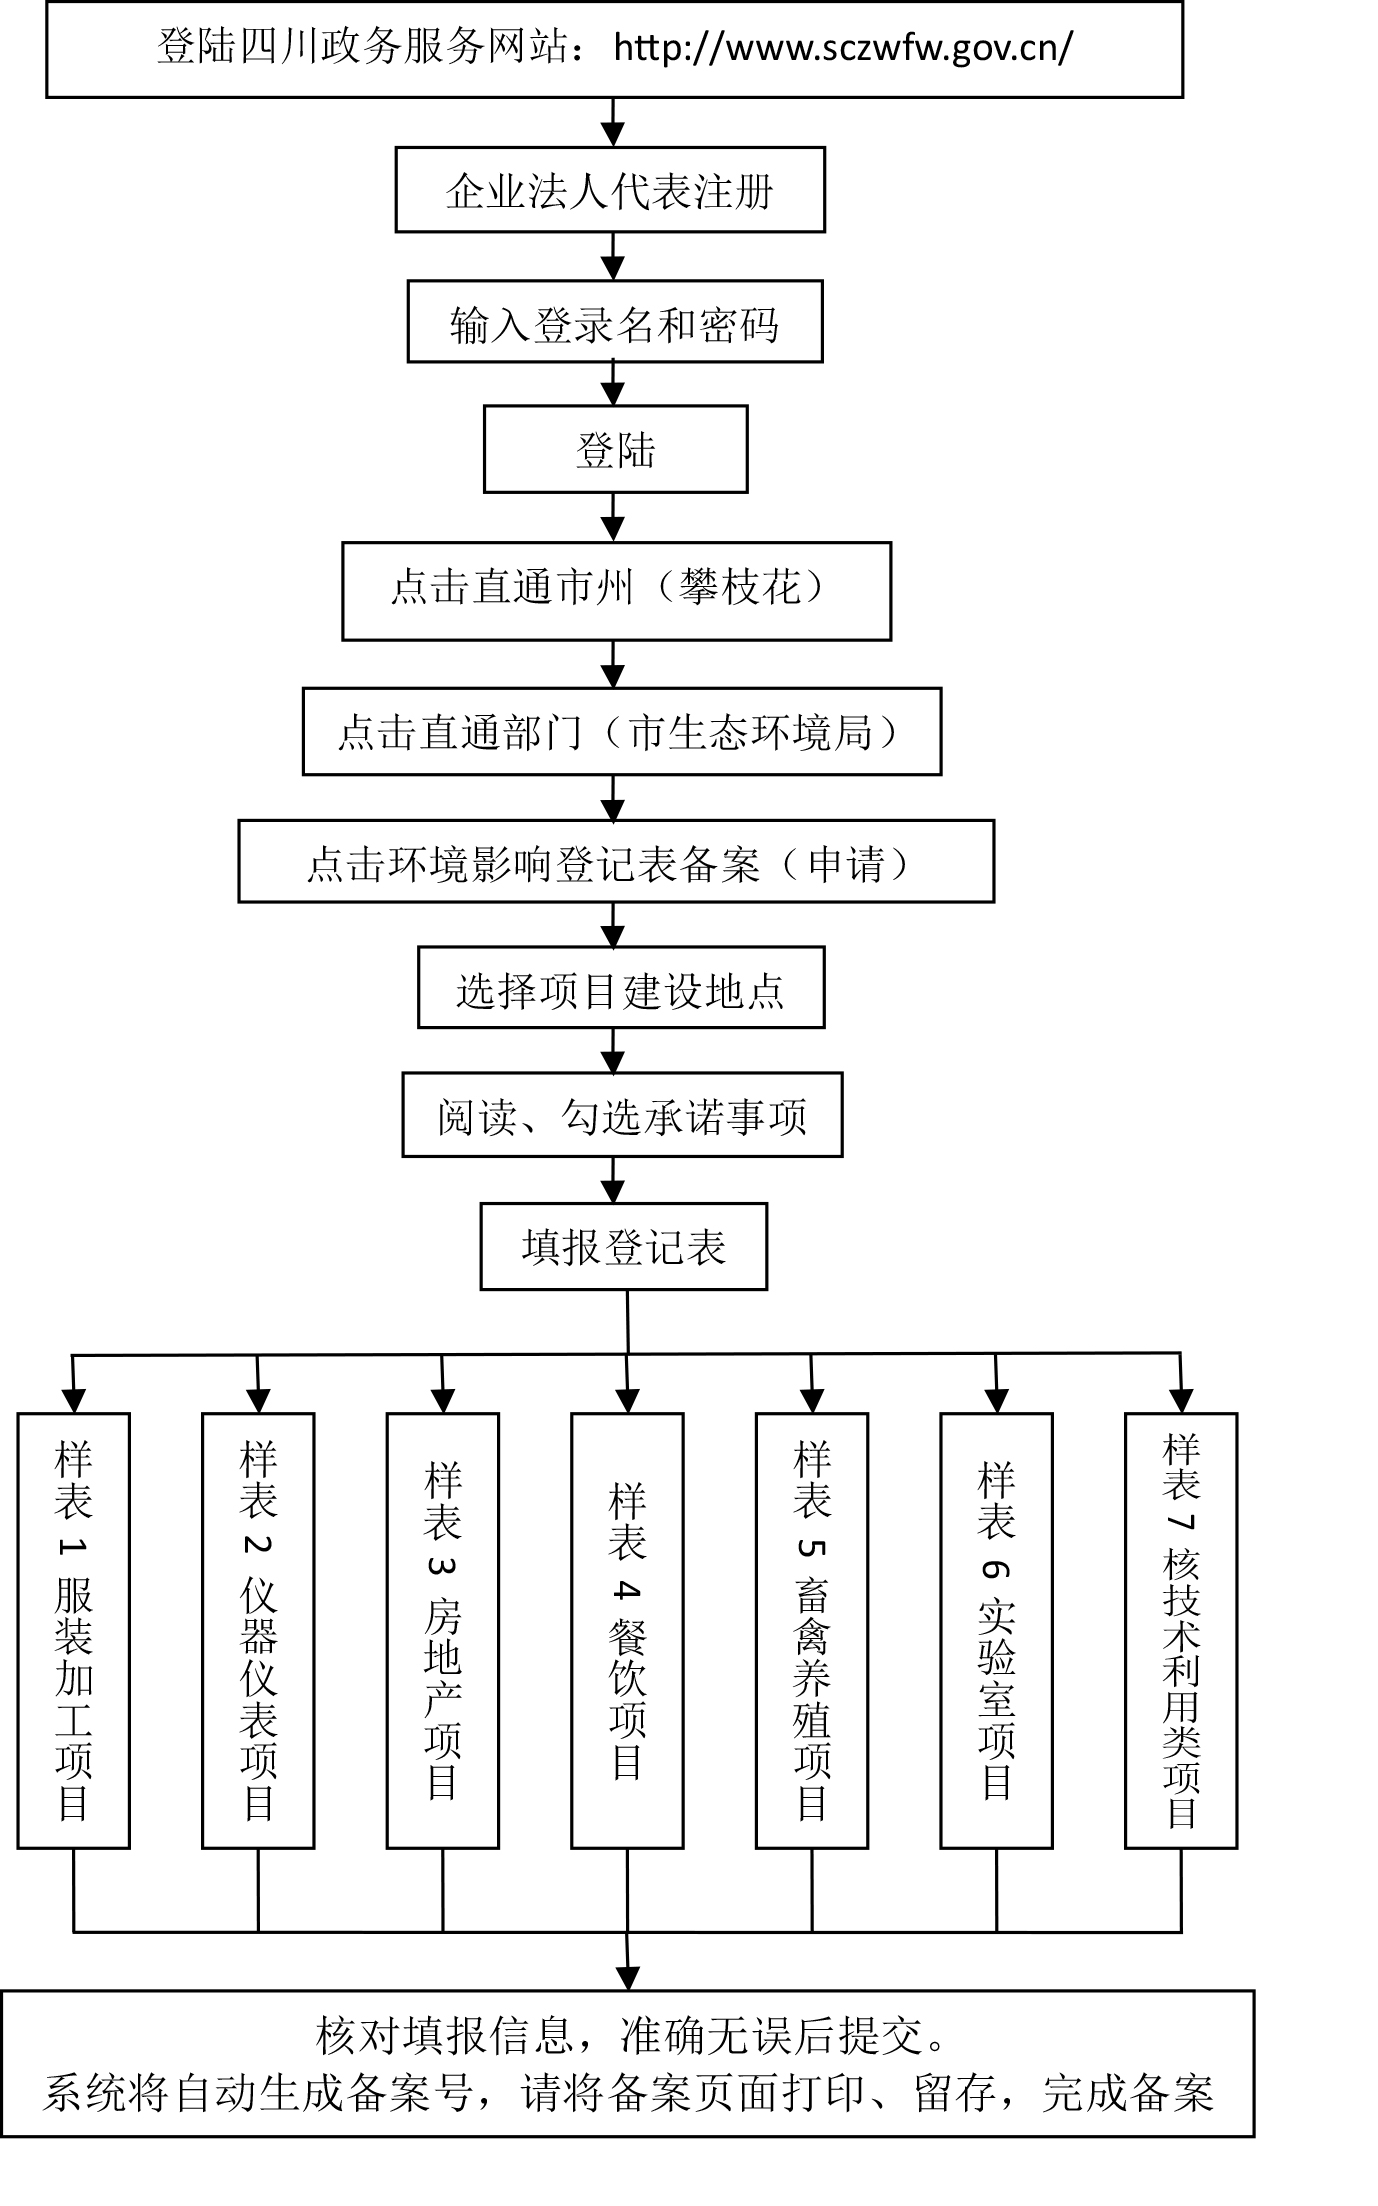 登陆四川政务服务网站：http://www.sczwfw.gov.cn/
企业法人代表注册
输入登录名和密码
登陆
点击直通市州（攀枝花）
点击直通部门（市生态环境局）
点击环境影响登记表备案（申请）
选择项目建设地点
阅读、勾选承诺事项
填报登记表
样表1服装加工项目
样表2仪器仪表项目
样表3房地产项目
样表4餐饮项目
样表5畜禽养殖项目
样表6实验室项目
样表7核技术利用类项目
核对填报信息，准确无误后提交。
系统将自动生成备案号，请将备案页面打印、留存，完成备案